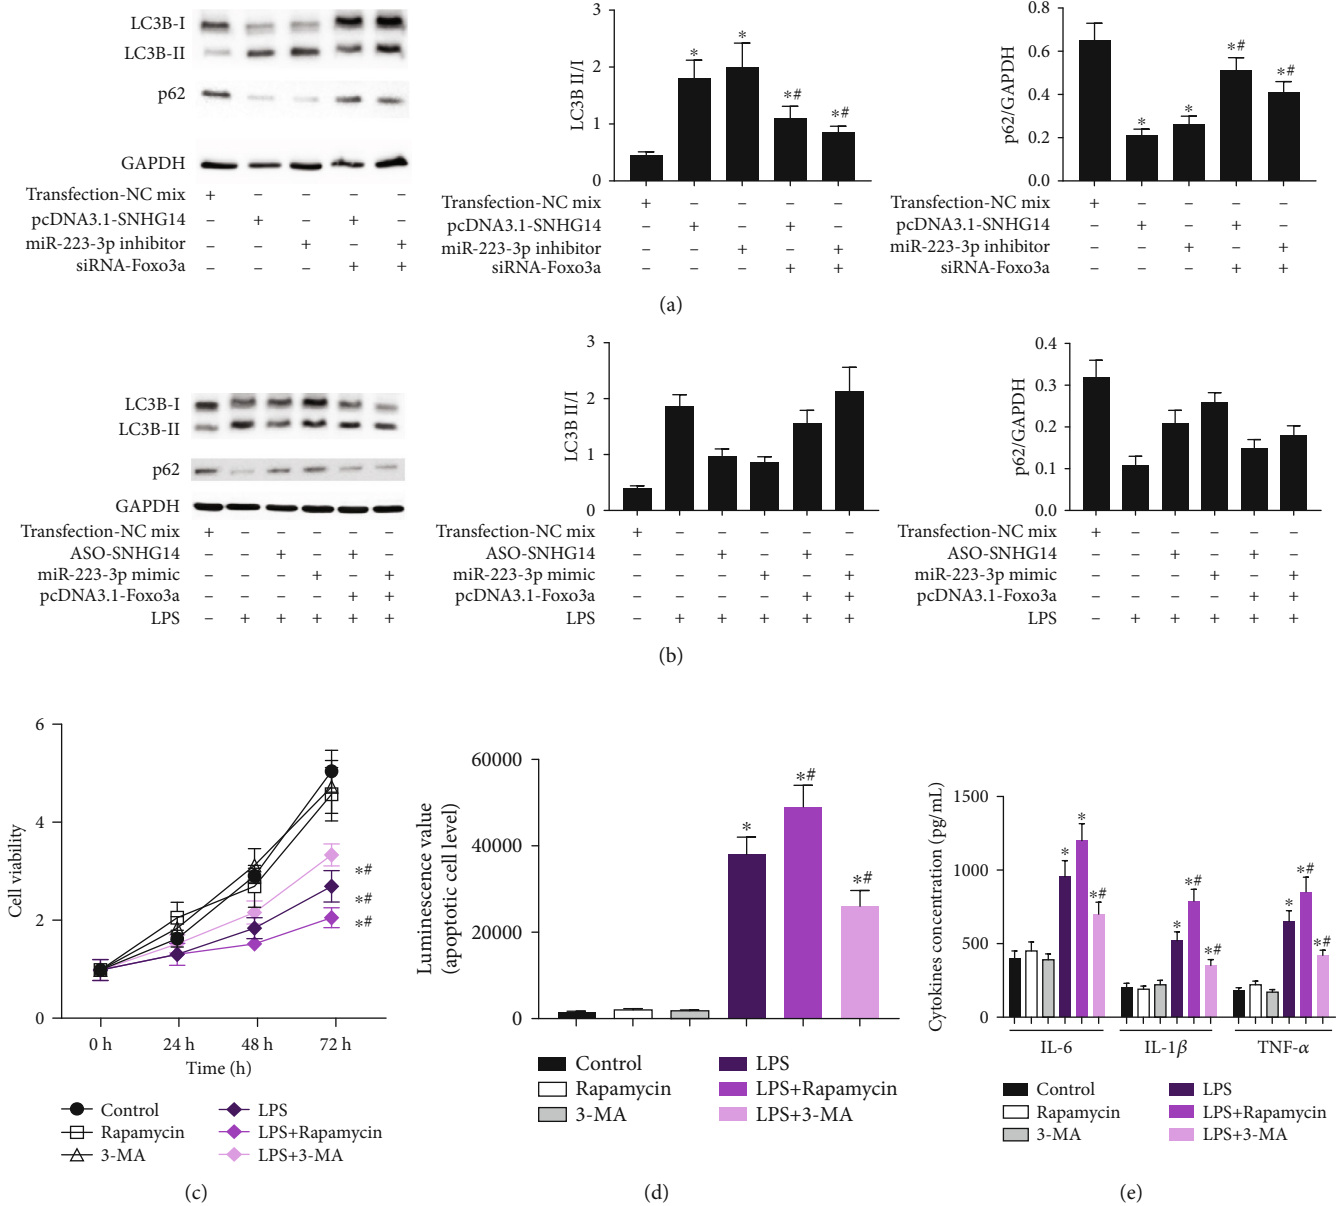 LC3B-I
LC3B-II
p62
GAPDH
Transfection-NC mix + – – – –
pcDNA3.1-SNHG14 – + – + –
miR-223-3p inhibitor – – + – +
siRNA-Foxo3a – – – + +
LC3B II/I
3
2
1
0
* * *# *#
Transfection-NC mix + – – – –
pcDNA3.1-SNHG14 – + – + –
miR-223-3p inhibitor – – + – +
siRNA-Foxo3a – – – + +
p62/GAPDH
0.8
0.6
0.4
0.2
0.0
* * *# *#
Transfection-NC mix + – – – –
pcDNA3.1-SNHG14 – + – + –
miR-223-3p inhibitor – – + – +
siRNA-Foxo3a – – – + +
(a)
LC3B-I
LC3B-II
p62
GAPDH
Transfection-NC mix + – – – – –
ASO-SNHG14 – – + – + –
miR-223-3p mimic – – – + – +
pcDNA3.1-Foxo3a – – – – + +
LPS – + + + + +
LC3B II/I
3
2
1
0
Transfection-NC mix + – – – – –
ASO-SNHG14 – – + – + –
miR-223-3p mimic – – – + – +
pcDNA3.1-Foxo3a – – – – + +
LPS – + + + + +
p62/GAPDH
0.4
0.3
0.2
0.1
0.0
Transfection-NC mix + – – – – –
ASO-SNHG14 – – + – + –
miR-223-3p mimic – – – + – +
pcDNA3.1-Foxo3a – – – – + +
LPS – + + + + +
(b)
Cell viability
6
4
2
0
*#
*#
*#
0 h 24 h 48 h 72 h
Time (h)
Control
Rapamycin
3-MA
LPS
LPS+Rapamycin
LPS+3-MA
(c)
Luminescence value
(apoptotic cell level)
60000
40000
20000
0
* *# *#
Control
Rapamycin
3-MA
LPS
LPS+Rapamycin
LPS+3-MA
(d)
Cytokines concentration (pg/mL)
1500
1000
500
0
* * *# * *# *# * *# *#
IL-6 IL-1β TNF-α
Control
Rapamycin
3-MA
LPS
LPS+Rapamycin
LPS+3-MA
(e)